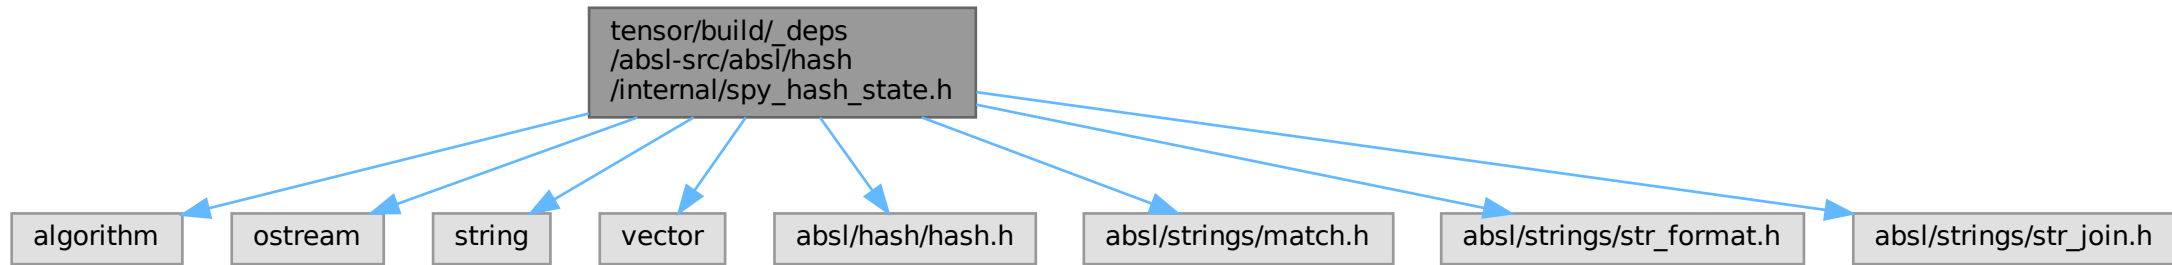 tensor/build/_deps
/absl-src/absl/hash
/internal/spy_hash_state.h
algorithm
ostream
string
vector
absl/hash/hash.h
absl/strings/match.h
absl/strings/str_format.h
absl/strings/str_join.h